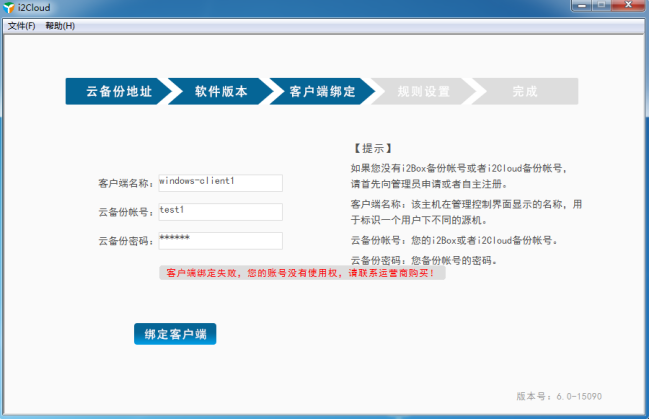 i2Cloud
文件(F) 帮助(H)
云备份地址 软件版本 客户端绑定 规则设置 完成
【提示】
如果您没有i2Box备份帐号或者i2Cloud备份帐号，
请首先向管理员申请或者自主注册。
客户端名称：windows-client1
客户端名称：该主机在管理控制界面显示的名称，用
于标识一个用户下不同的源机。
云备份帐号：test1
云备份帐号：您的i2Box或者i2Cloud备份帐号。
云备份密码：******
云备份密码：您备份帐号的密码。
客户端绑定失败，您的账号没有使用权，请联系运营商购买！
绑定客户端
版本号：6.0-15090